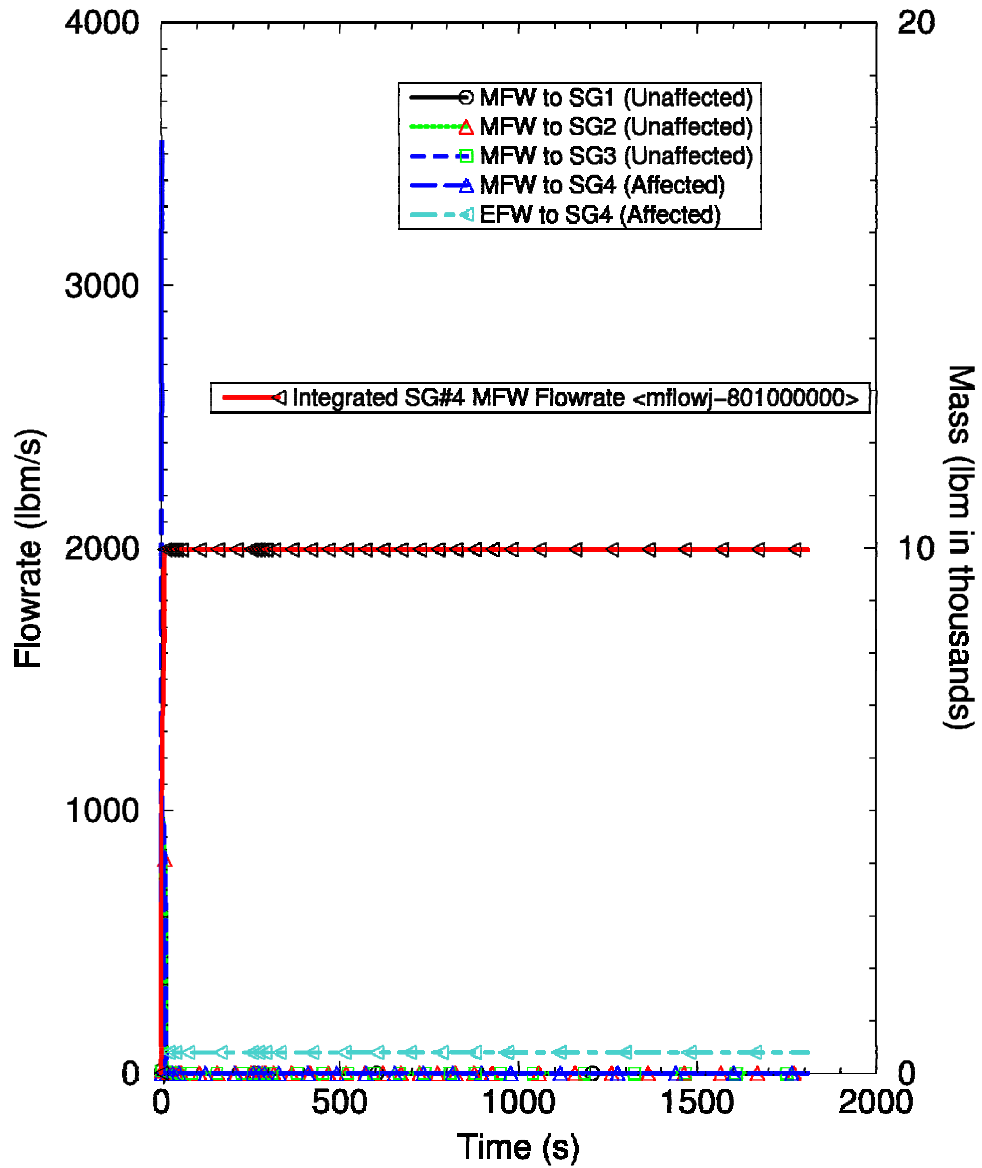 4000
3000
2000
1000
0
20
10
0
MFW to SG1 (Unaffected)
MFW to SG2 (Unaffected)
MFW to SG3 (Unaffected)
MFW to SG4 (Affected)
EFW to SG4 (Affected)
Integrated SG#4 MFW Flowrate <mflowj-801000000>
Flowrate (lbm/s)
Mass (lbm in thousands)
0 500 1000 1500 2000
Time (s)